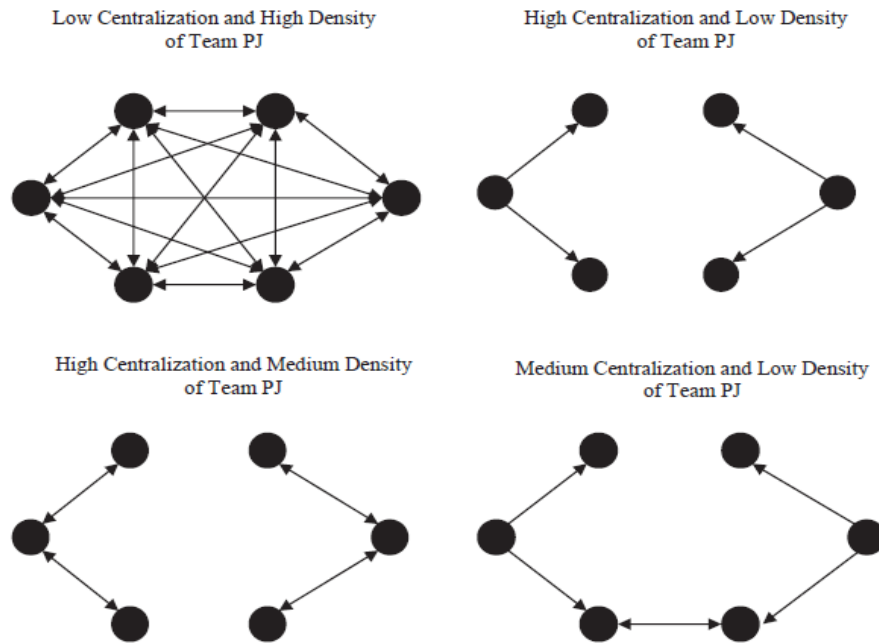 Low Centralization and High Density
of Team PJ
High Centralization and Low Density
of Team PJ
High Centralization and Medium Density
of Team PJ
Medium Centralization and Low Density
of Team PJ